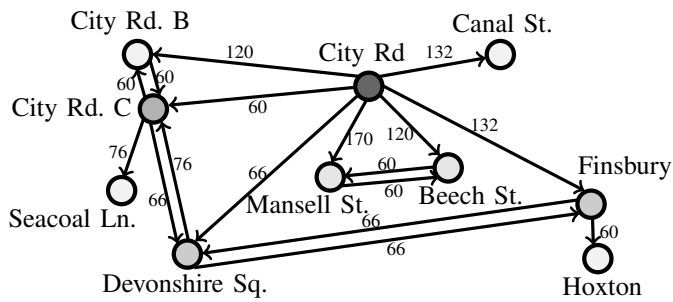 City Rd. B
City Rd
Canal St.
120
132
60
60
City Rd. C
60
170
120
132
76
76
66
60
Finsbury
66
60
Seacoal Ln.
Mansell St.
Beech St.
66
66
60
Devonshire Sq.
Hoxton